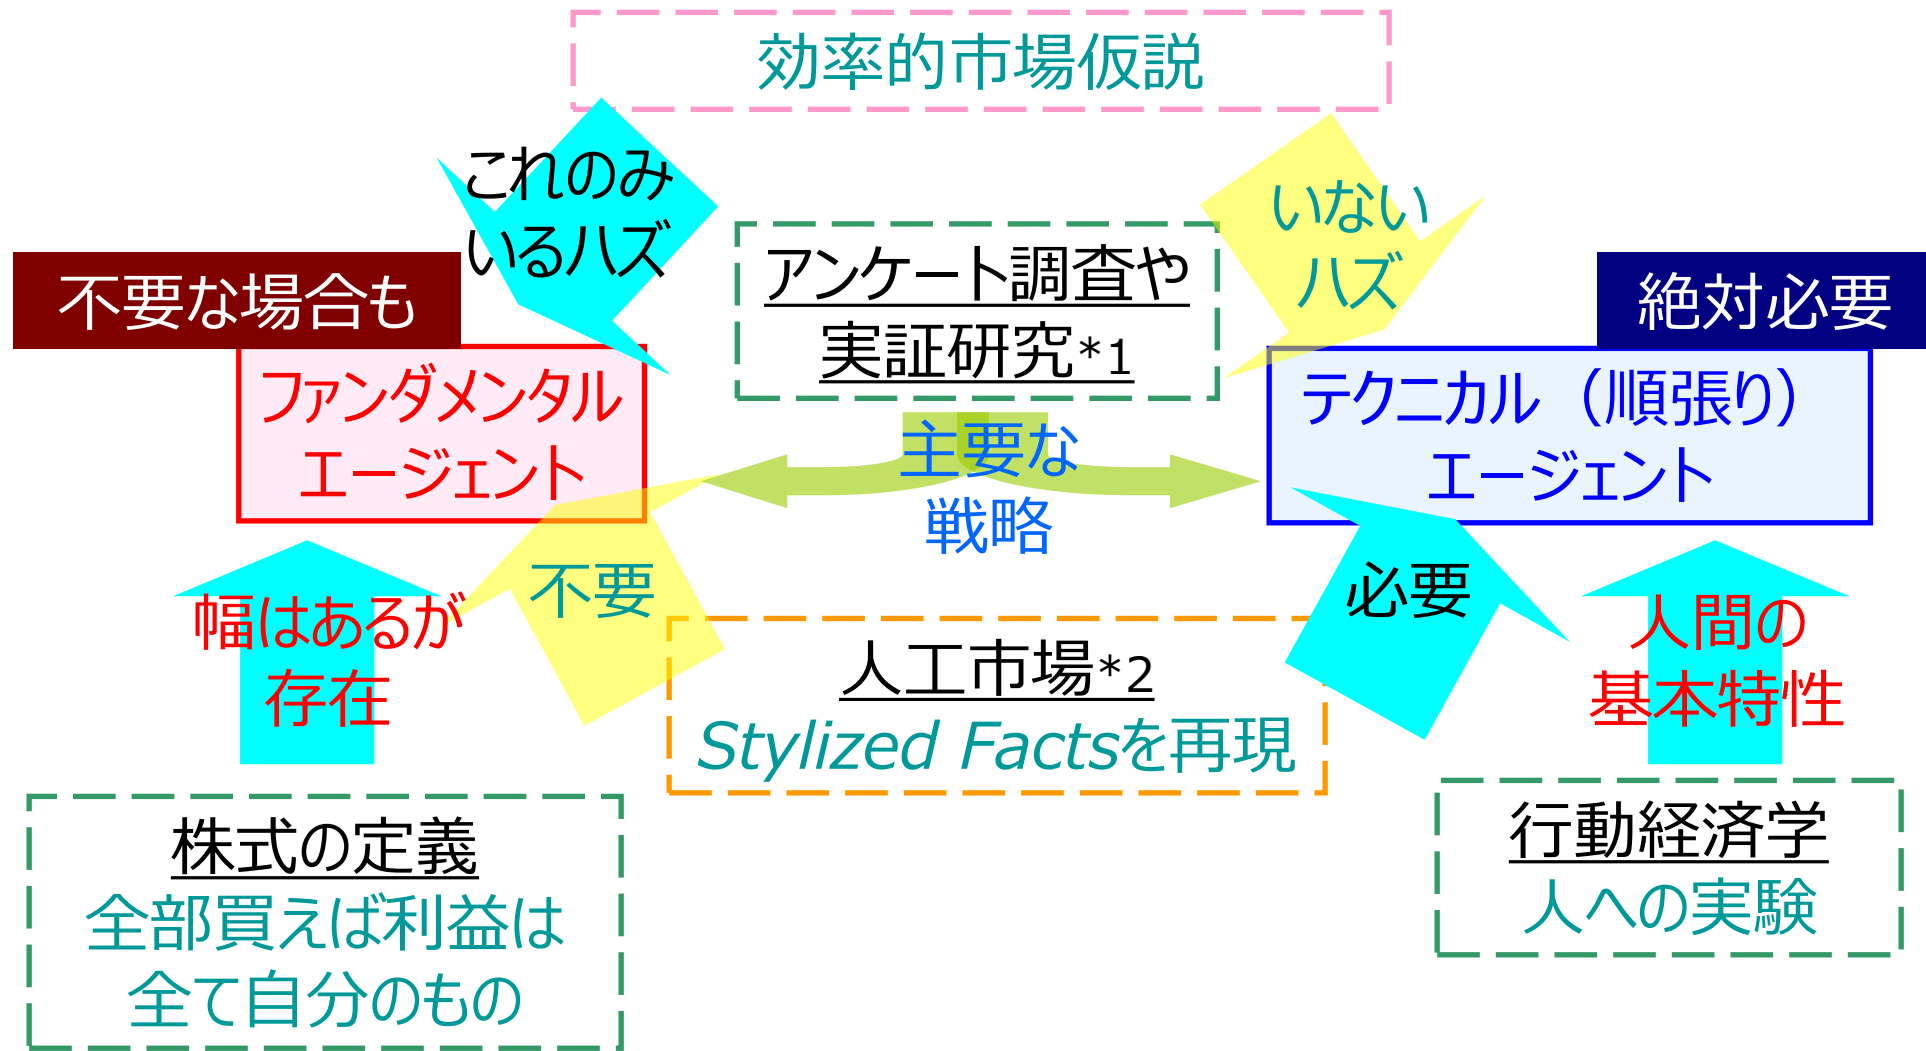 効率的市場仮説
これのみ
いるハズ
いない
ハズ
アンケート調査や
実証研究*1
不要な場合も
絶対必要
ファンダメンタル
エージェント
テクニカル（順張り）
エージェント
主要な
戦略
不要
必要
幅はあるが
存在
人間の
基本特性
人工市場*2
Stylized Factsを再現
株式の定義
全部買えば利益は
全て自分のもの
行動経済学
人への実験